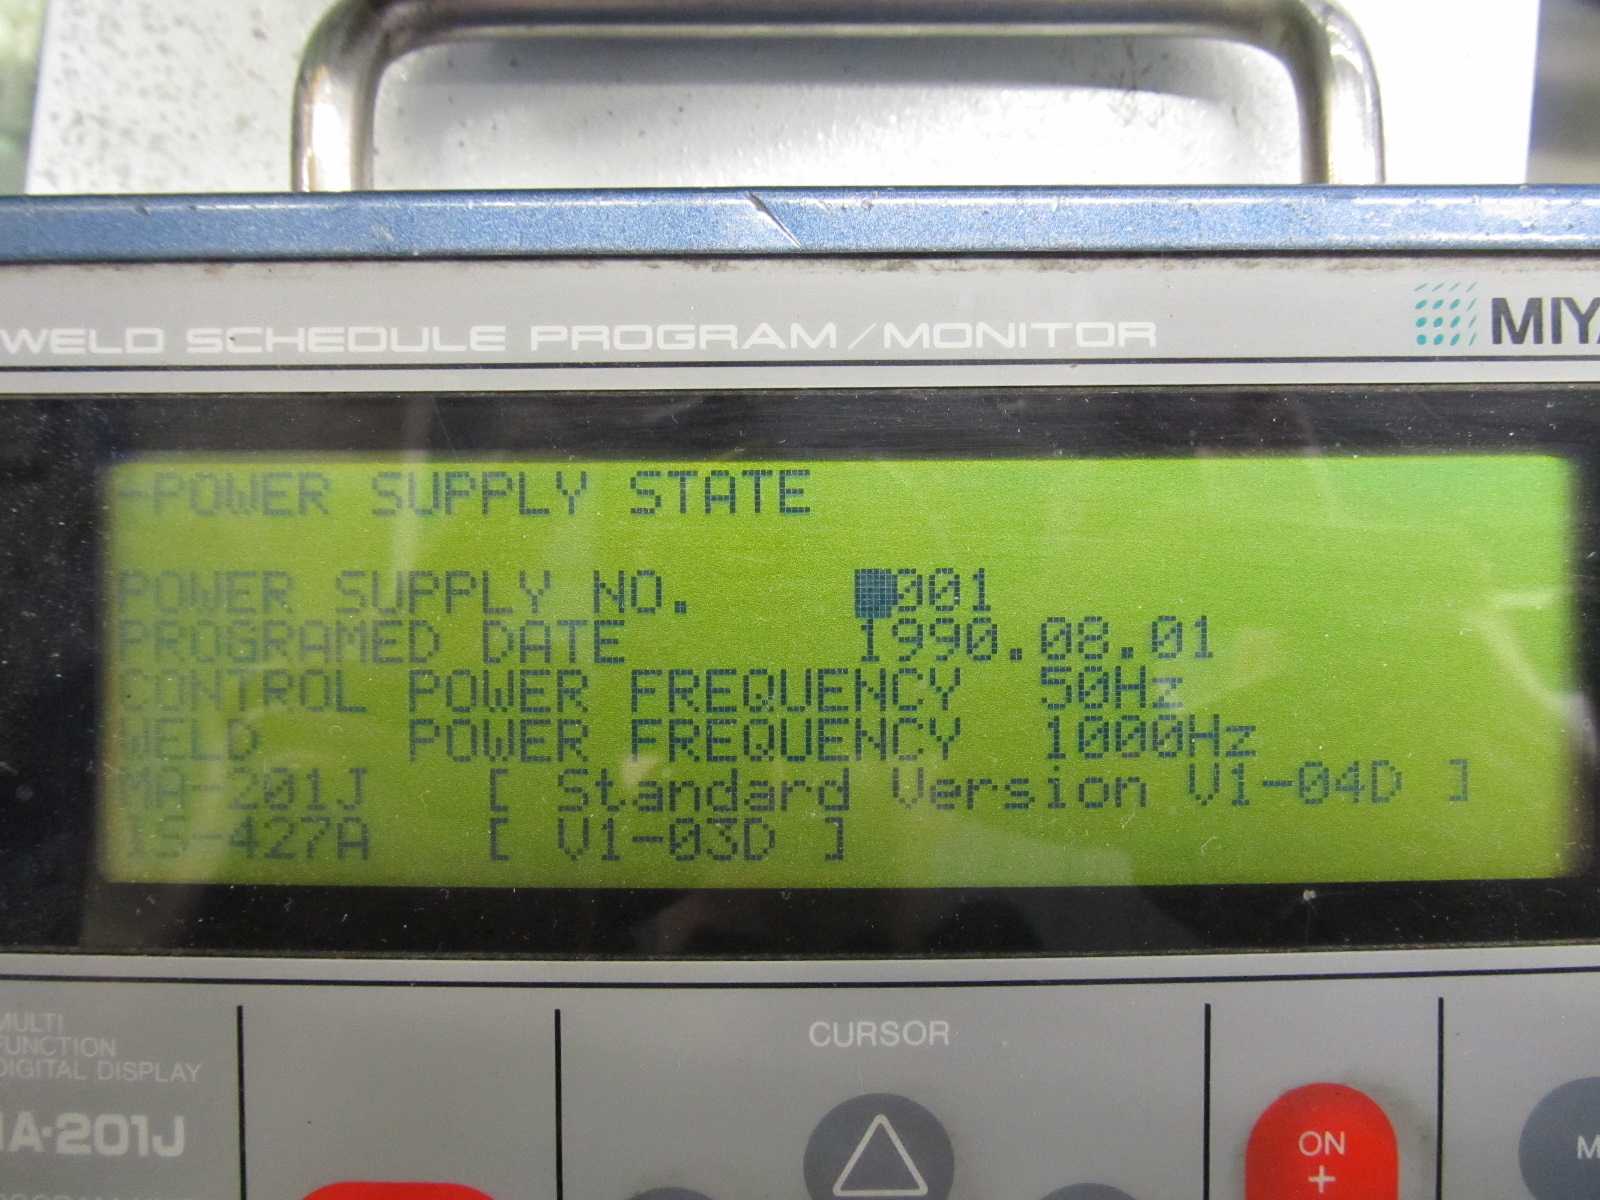 WELD SCHEDULE PROGRAM/MONITOR
MIYA
-POWER SUPPLY STATE
POWER SUPPLY NO. 001
PROGRAMED DATE 1990.08.01
CONTROL POWER FREQUENCY 50Hz
WELD POWER FREQUENCY 1000Hz
MA-201J [ Standard Version V1-04D ]
IS-427A [ V1-03D ]
MULTI
FUNCTION
DIGITAL DISPLAY
MA-201J
CURSOR
ON
+
M